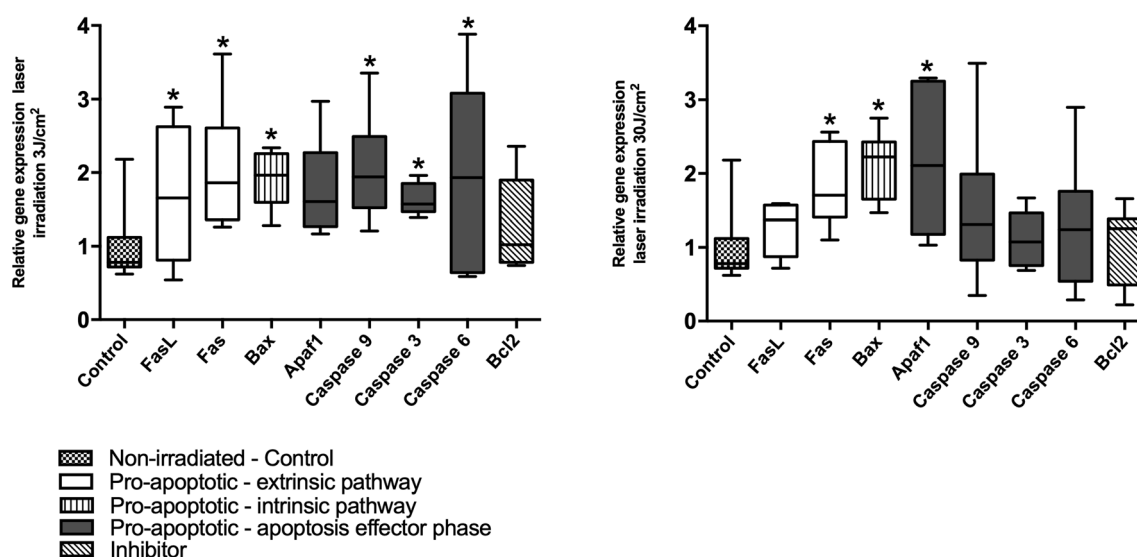 Relative gene expression laser
irradiation 3J/cm2
4
3
2
1
0
*
*
*
*
*
*
Control
FasL
Fas
Bax
Apaf1
Caspase 9
Caspase 3
Caspase 6
Bcl2
Relative gene expression
laser irradiation 30J/cm2
4
3
2
1
0
*
*
*
Control
FasL
Fas
Bax
Apaf1
Caspase 9
Caspase 3
Caspase 6
Bcl2
Non-irradiated - Control
Pro-apoptotic - extrinsic pathway
Pro-apoptotic - intrinsic pathway
Pro-apoptotic - apoptosis effector phase
Inhibitor